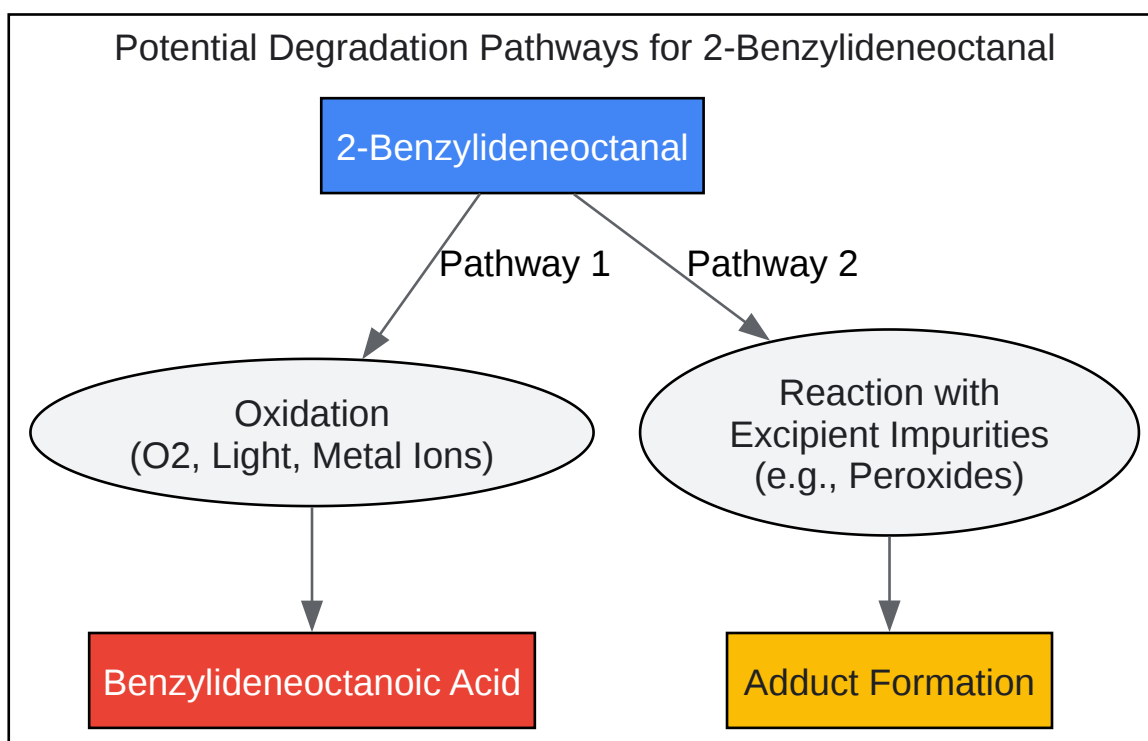 Potential Degradation Pathways for 2-Benzylideneoctanal
2-Benzylideneoctanal
Pathway 1
Pathway 2
Oxidation
(O2, Light, Metal Ions)
Reaction with
Excipient Impurities
(e.g., Peroxides)
Benzylideneoctanoic Acid
Adduct Formation